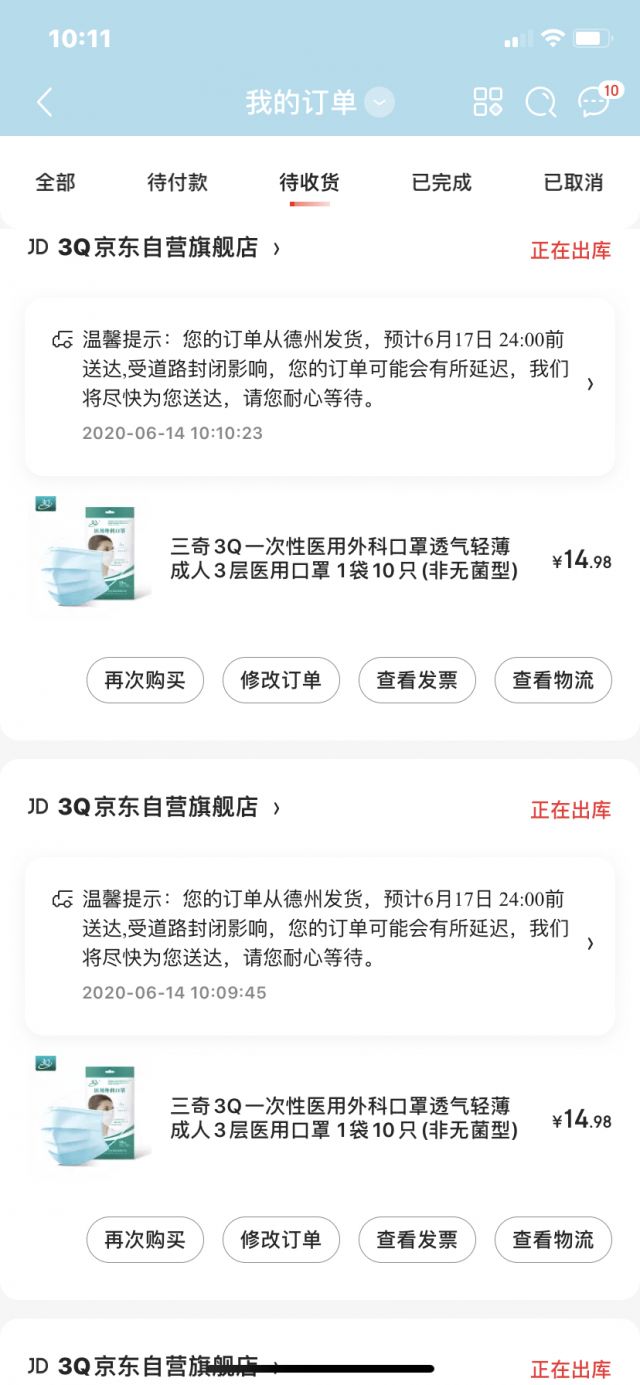 10:11
我的订单
10
全部 待付款 待收货 已完成 已取消
JD 3Q京东自营旗舰店 ›
正在出库
温馨提示：您的订单从德州发货，预计6月17日 24:00前
送达,受道路封闭影响，您的订单可能会有所延迟，我们
将尽快为您送达，请您耐心等待。
2020-06-14 10:10:23
3Q
医用外科口罩
三奇3Q一次性医用外科口罩透气轻薄
成人3层医用口罩 1袋10只(非无菌型)
¥14.98
再次购买 修改订单 查看发票 查看物流
JD 3Q京东自营旗舰店 ›
正在出库
温馨提示：您的订单从德州发货，预计6月17日 24:00前
送达,受道路封闭影响，您的订单可能会有所延迟，我们
将尽快为您送达，请您耐心等待。
2020-06-14 10:09:45
3Q
医用外科口罩
三奇3Q一次性医用外科口罩透气轻薄
成人3层医用口罩 1袋10只(非无菌型)
¥14.98
再次购买 修改订单 查看发票 查看物流
JD 3Q京东自营旗舰店 ›
正在出库